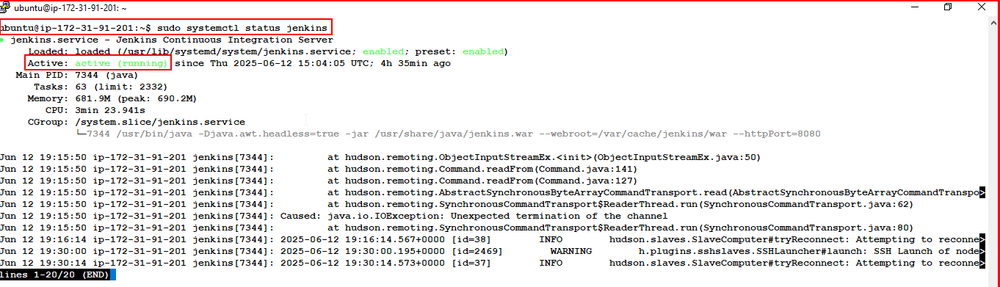 ubuntu@ip-172-31-91-201: ~
ubuntu@ip-172-31-91-201:~$ sudo systemctl status jenkins
● jenkins.service - Jenkins Continuous Integration Server
     Loaded: loaded (/usr/lib/systemd/system/jenkins.service; enabled; preset: enabled)
     Active: active (running) since Thu 2025-06-12 15:04:05 UTC; 4h 35min ago
   Main PID: 7344 (java)
      Tasks: 63 (limit: 2332)
     Memory: 681.9M (peak: 690.2M)
        CPU: 3min 23.941s
     CGroup: /system.slice/jenkins.service
             └─7344 /usr/bin/java -Djava.awt.headless=true -jar /usr/share/java/jenkins.war --webroot=/var/cache/jenkins/war --httpPort=8080
Jun 12 19:15:50 ip-172-31-91-201 jenkins[7344]:         at hudson.remoting.ObjectInputStreamEx.<init>(ObjectInputStreamEx.java:50)
Jun 12 19:15:50 ip-172-31-91-201 jenkins[7344]:         at hudson.remoting.Command.readFrom(Command.java:141)
Jun 12 19:15:50 ip-172-31-91-201 jenkins[7344]:         at hudson.remoting.Command.readFrom(Command.java:127)
Jun 12 19:15:50 ip-172-31-91-201 jenkins[7344]:         at hudson.remoting.AbstractSynchronousByteArrayCommandTransport.read(AbstractSynchronousByteArrayCommandTranspo>
Jun 12 19:15:50 ip-172-31-91-201 jenkins[7344]:         at hudson.remoting.SynchronousCommandTransport$ReaderThread.run(SynchronousCommandTransport.java:62)
Jun 12 19:15:50 ip-172-31-91-201 jenkins[7344]: Caused: java.io.IOException: Unexpected termination of the channel
Jun 12 19:15:50 ip-172-31-91-201 jenkins[7344]:         at hudson.remoting.SynchronousCommandTransport$ReaderThread.run(SynchronousCommandTransport.java:80)
Jun 12 19:16:14 ip-172-31-91-201 jenkins[7344]: 2025-06-12 19:16:14.567+0000 [id=38]        INFO        hudson.slaves.SlaveComputer#tryReconnect: Attempting to reconne>
Jun 12 19:30:00 ip-172-31-91-201 jenkins[7344]: 2025-06-12 19:30:00.195+0000 [id=2469]        WARNING        h.plugins.sshslaves.SSHLauncher#launch: SSH Launch of node>
Jun 12 19:30:14 ip-172-31-91-201 jenkins[7344]: 2025-06-12 19:30:14.573+0000 [id=37]        INFO        hudson.slaves.SlaveComputer#tryReconnect: Attempting to reconne>
lines 1-20/20 (END)